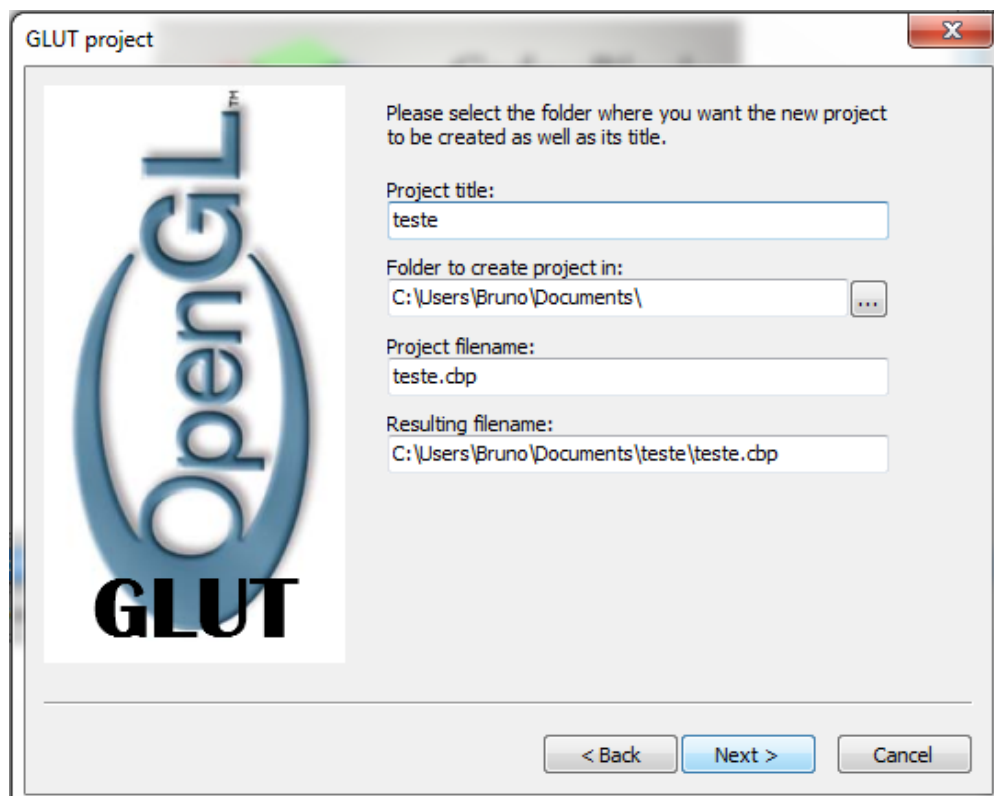 GLUT project
OpenGL™
GLUT
Please select the folder where you want the new project
to be created as well as its title.
Project title:
teste
Folder to create project in:
C:\Users\Bruno\Documents\
...
Project filename:
teste.cbp
Resulting filename:
C:\Users\Bruno\Documents\teste\teste.cbp
< Back
Next >
Cancel